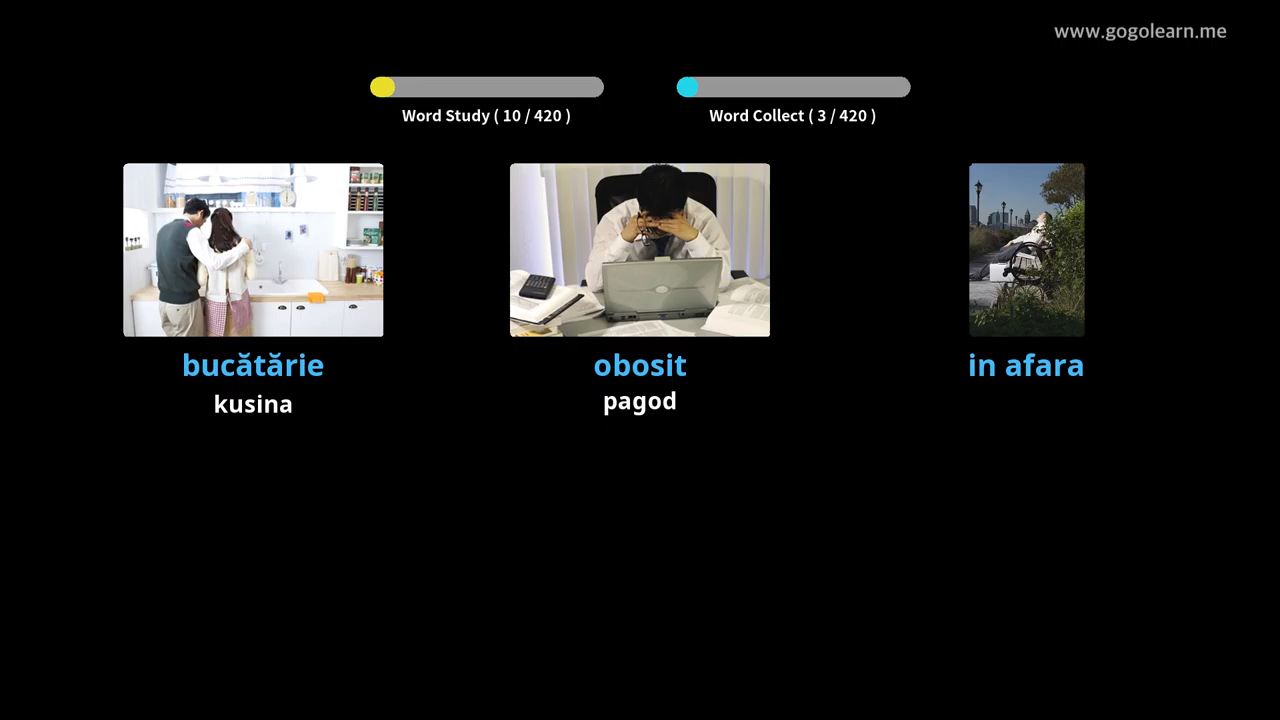 www.gogolearn.me
Word Study ( 10 / 420 )
Word Collect ( 3 / 420 )
bucătărie
kusina
obosit
pagod
in afara